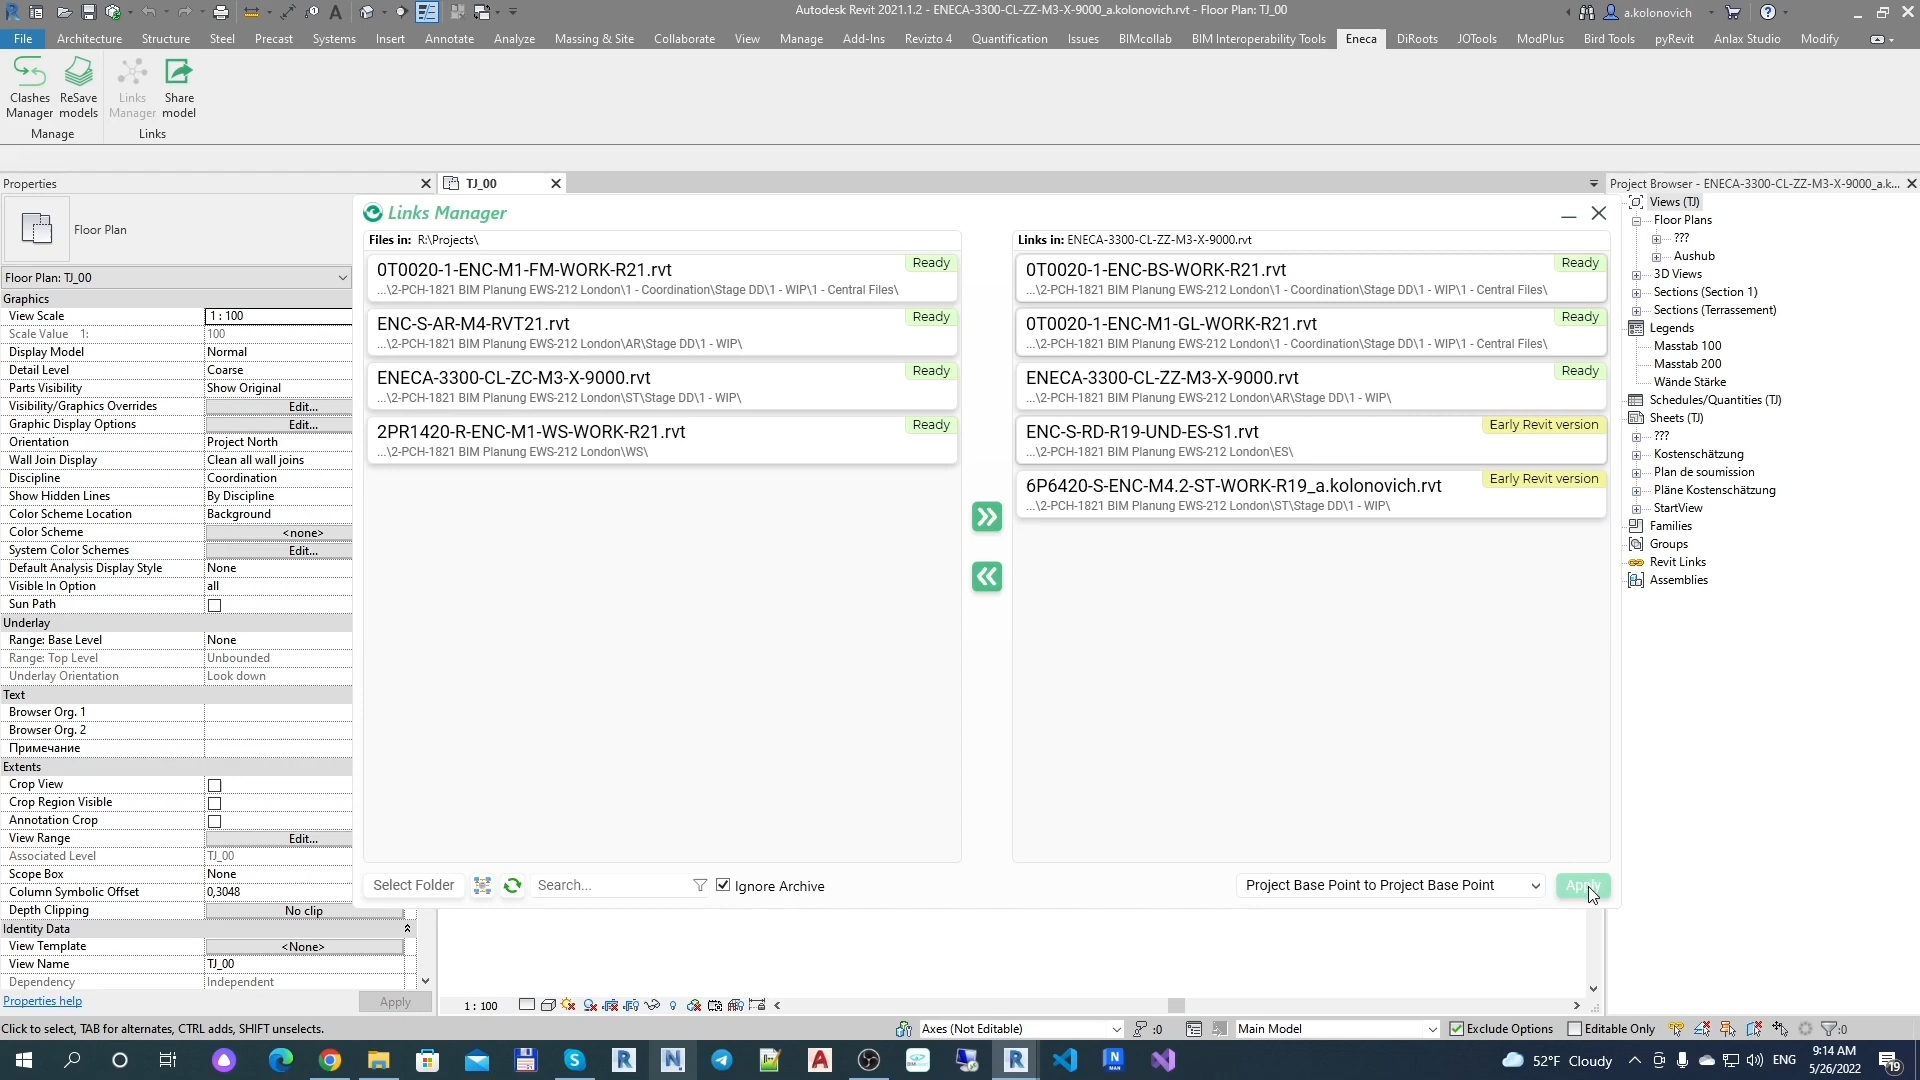 Autodesk Revit 2021.1.2 - ENECA-3300-CL-ZZ-M3-X-9000_a.kolonovich.rvt - Floor Plan: TJ_00
a.kolonovich
File Architecture Structure Steel Precast Systems Insert Annotate Analyze Massing & Site Collaborate View Manage Add-Ins Revizto 4 Quantification Issues BIMcollab BIM Interoperability Tools Eneca DiRoots JOTools ModPlus Bird Tools pyRevit Anlax Studio Modify
Clashes Manager
ReSave models
Links Manager
Share model
Manage
Links
Properties
Floor Plan
Floor Plan: TJ_00
Graphics
View Scale 1 : 100
Scale Value 1: 100
Display Model Normal
Detail Level Coarse
Parts Visibility Show Original
Visibility/Graphics Overrides Edit...
Graphic Display Options Edit...
Orientation Project North
Wall Join Display Clean all wall joins
Discipline Coordination
Show Hidden Lines By Discipline
Color Scheme Location Background
Color Scheme <none>
System Color Schemes Edit...
Default Analysis Display Style None
Visible In Option all
Sun Path
Underlay
Range: Base Level None
Range: Top Level Unbounded
Underlay Orientation Look down
Text
Browser Org. 1
Browser Org. 2
Примечание
Extents
Crop View
Crop Region Visible
Annotation Crop
View Range Edit...
Associated Level TJ_00
Scope Box None
Column Symbolic Offset 0,3048
Depth Clipping No clip
Identity Data
View Template <None>
View Name TJ_00
Dependency Independent
Properties help Apply
TJ_00
Links Manager
Files in: R:\Projects\
0T0020-1-ENC-M1-FM-WORK-R21.rvt Ready
...\2-PCH-1821 BIM Planung EWS-212 London\1 - Coordination\Stage DD\1 - WIP\1 - Central Files\
ENC-S-AR-M4-RVT21.rvt Ready
...\2-PCH-1821 BIM Planung EWS-212 London\AR\Stage DD\1 - WIP\
ENECA-3300-CL-ZC-M3-X-9000.rvt Ready
...\2-PCH-1821 BIM Planung EWS-212 London\ST\Stage DD\1 - WIP\
2PR1420-R-ENC-M1-WS-WORK-R21.rvt Ready
...\2-PCH-1821 BIM Planung EWS-212 London\WS\
Links in: ENECA-3300-CL-ZZ-M3-X-9000.rvt
0T0020-1-ENC-BS-WORK-R21.rvt Ready
...\2-PCH-1821 BIM Planung EWS-212 London\1 - Coordination\Stage DD\1 - WIP\1 - Central Files\
0T0020-1-ENC-M1-GL-WORK-R21.rvt Ready
...\2-PCH-1821 BIM Planung EWS-212 London\1 - Coordination\Stage DD\1 - WIP\1 - Central Files\
ENECA-3300-CL-ZZ-M3-X-9000.rvt Ready
...\2-PCH-1821 BIM Planung EWS-212 London\AR\Stage DD\1 - WIP\
ENC-S-RD-R19-UND-ES-S1.rvt Early Revit version
...\2-PCH-1821 BIM Planung EWS-212 London\ES\
6P6420-S-ENC-M4.2-ST-WORK-R19_a.kolonovich.rvt Early Revit version
...\2-PCH-1821 BIM Planung EWS-212 London\ST\Stage DD\1 - WIP\
Select Folder Search... Ignore Archive Project Base Point to Project Base Point Apply
Project Browser - ENECA-3300-CL-ZZ-M3-X-9000_a.k...
Views (TJ)
Floor Plans
???
Aushub
3D Views
Sections (Section 1)
Sections (Terrassement)
Legends
Masstab 100
Masstab 200
Wände Stärke
Schedules/Quantities (TJ)
Sheets (TJ)
???
Kostenschätzung
Plan de soumission
Pläne Kostenschätzung
StartView
Families
Groups
Revit Links
Assemblies
1 : 100
Click to select, TAB for alternates, CTRL adds, SHIFT unselects. Axes (Not Editable) :0 Main Model Exclude Options Editable Only :0
52°F Cloudy ENG
9:14 AM
5/26/2022
19